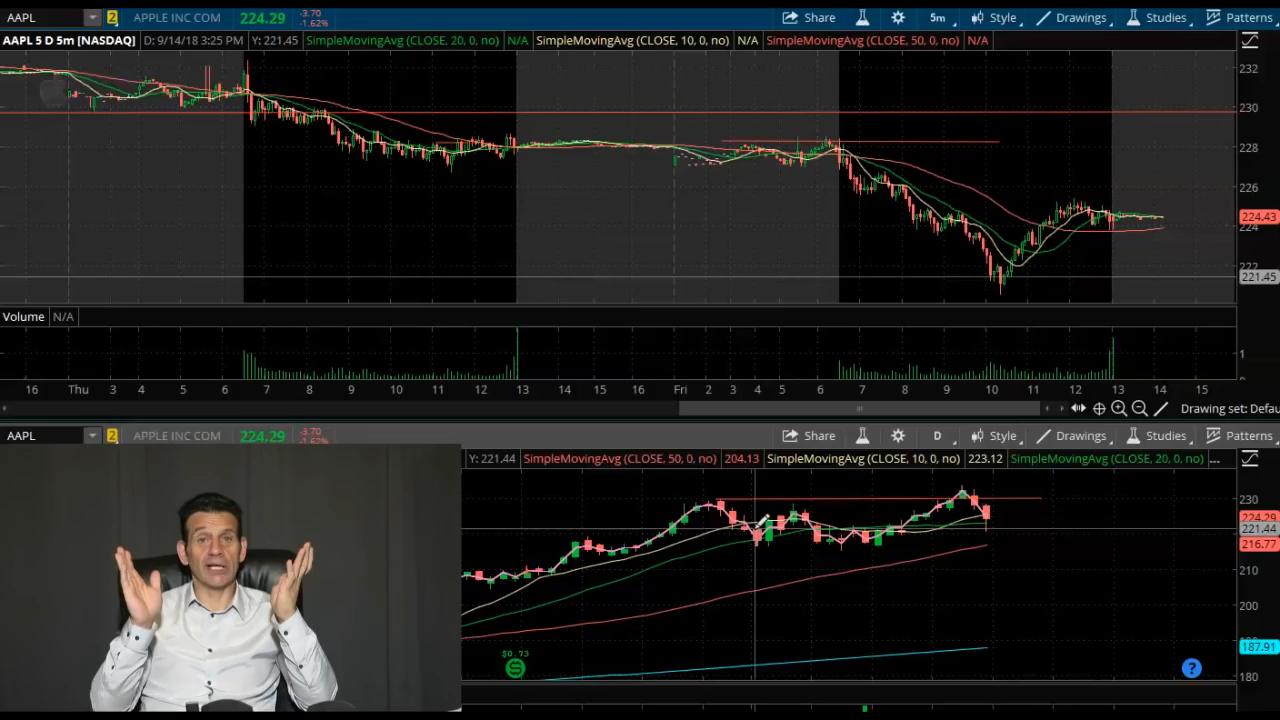 AAPL 2 APPLE INC COM 224.29 -3.70 -1.62% Share 5m Style Drawings Studies Patterns
AAPL 5 D 5m [NASDAQ] D: 9/14/18 3:25 PM Y: 221.45 SimpleMovingAvg (CLOSE, 20, 0, no) N/A SimpleMovingAvg (CLOSE, 10, 0, no) N/A SimpleMovingAvg (CLOSE, 50, 0, no) N/A
232
230
228
226
224.43
224
222
221.45
Volume N/A
1
0
16 Thu 3 4 5 6 7 8 9 10 11 12 13 14 15 16 Fri 2 3 4 5 6 7 8 9 10 11 12 13 14 15
Drawing set: Defau
AAPL 2 APPLE INC COM 224.29 -3.70 -1.62% Share D Style Drawings Studies Patterns
Y: 221.44 SimpleMovingAvg (CLOSE, 50, 0, no) 204.13 SimpleMovingAvg (CLOSE, 10, 0, no) 223.12 SimpleMovingAvg (CLOSE, 20, 0, no) ...
230
224.29
221.44
216.77
210
200
187.91
180
$0.73
S
?